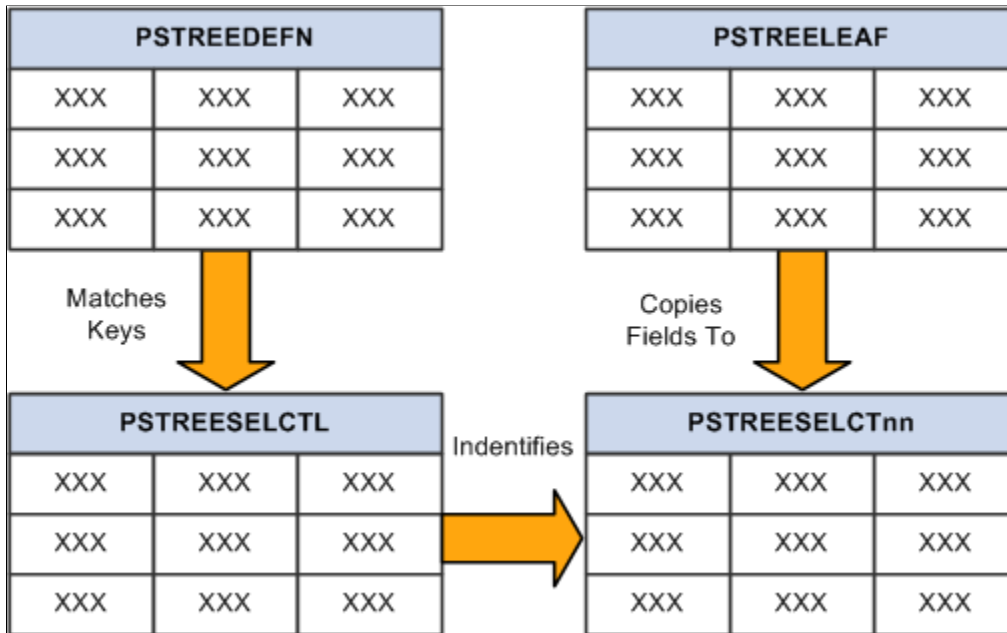 PSTREEDEFN
XXX XXX XXX
XXX XXX XXX
XXX XXX XXX
PSTREELEAF
XXX XXX XXX
XXX XXX XXX
XXX XXX XXX
Matches
Keys
Copies
Fields To
PSTREESELCTL
XXX XXX XXX
XXX XXX XXX
XXX XXX XXX
Indentifies
PSTREESELCTnn
XXX XXX XXX
XXX XXX XXX
XXX XXX XXX